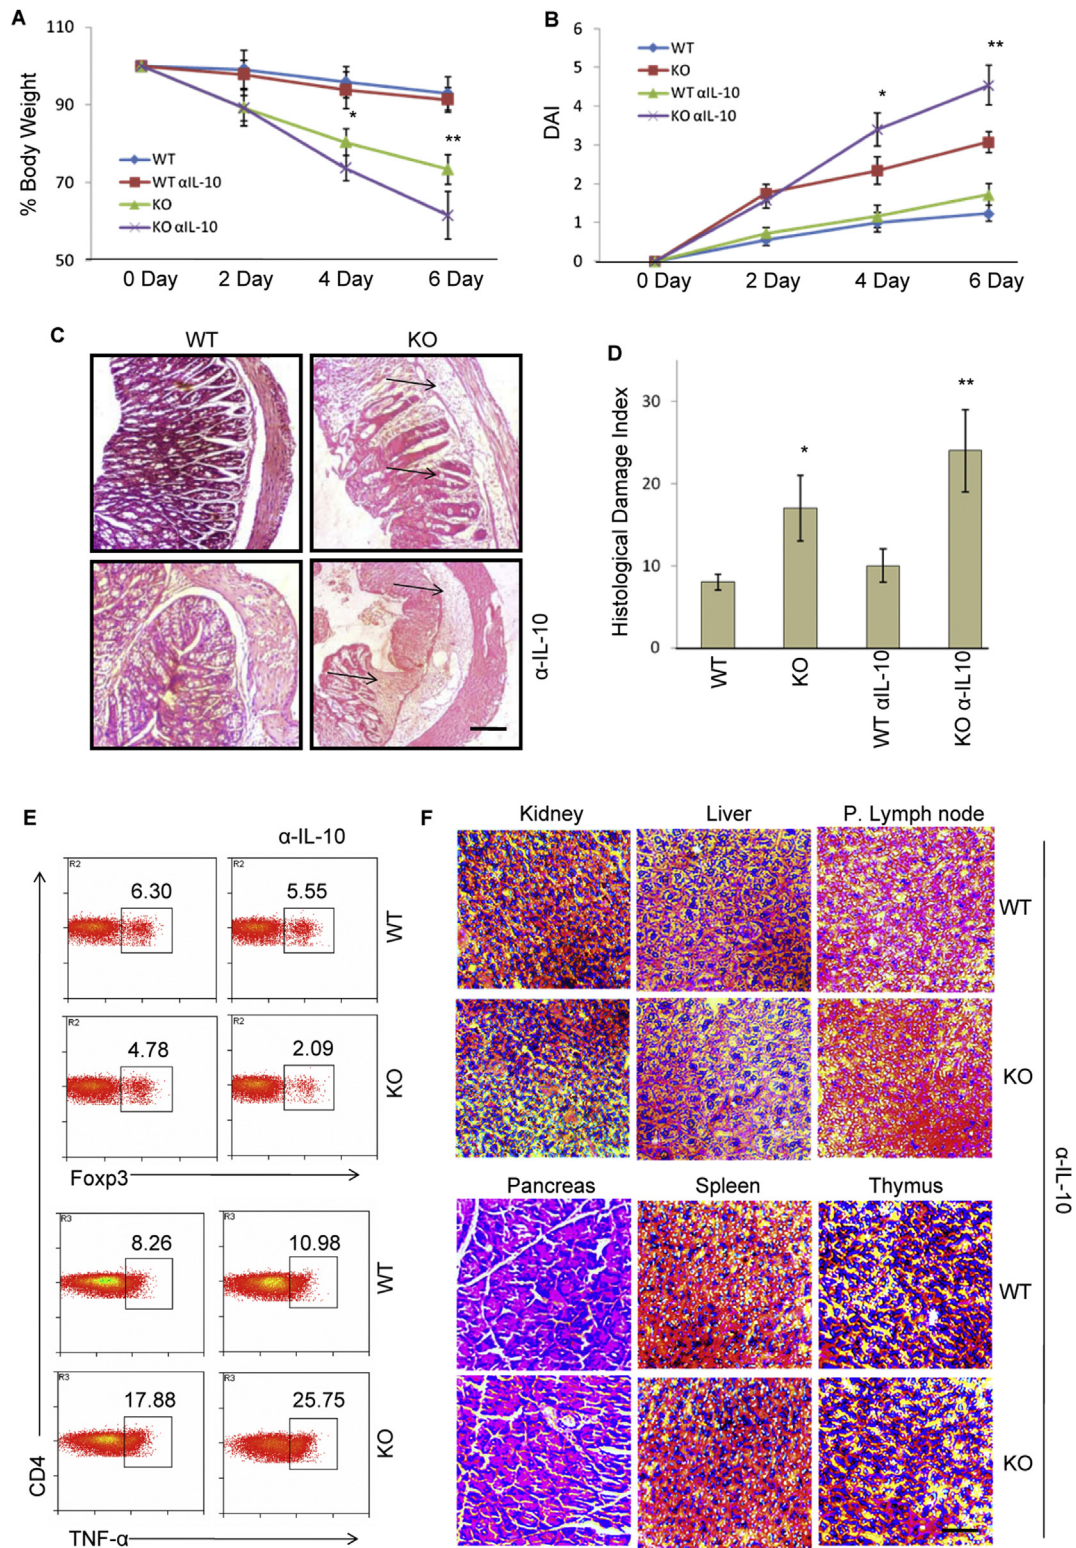 A
110
90
70
50
% Body Weight
WT
WT αIL-10
KO
KO αIL-10
*
**
0 Day 2 Day 4 Day 6 Day
B
6
5
4
3
2
1
0
DAI
WT
KO
WT αIL-10
KO αIL-10
*
**
0 Day 2 Day 4 Day 6 Day
C
WT KO
α-IL-10
D
30
20
10
0
Histological Damage Index
*
**
WT
KO
WT αIL-10
KO α-IL10
E
α-IL-10
R2
6.30
5.55
WT
R2
4.78
R2
2.09
KO
Foxp3
R3
8.26
R3
10.98
WT
R3
17.88
R3
25.75
KO
CD4
TNF-α
F
Kidney Liver P. Lymph node
WT
KO
Pancreas Spleen Thymus
WT
KO
α-IL-10